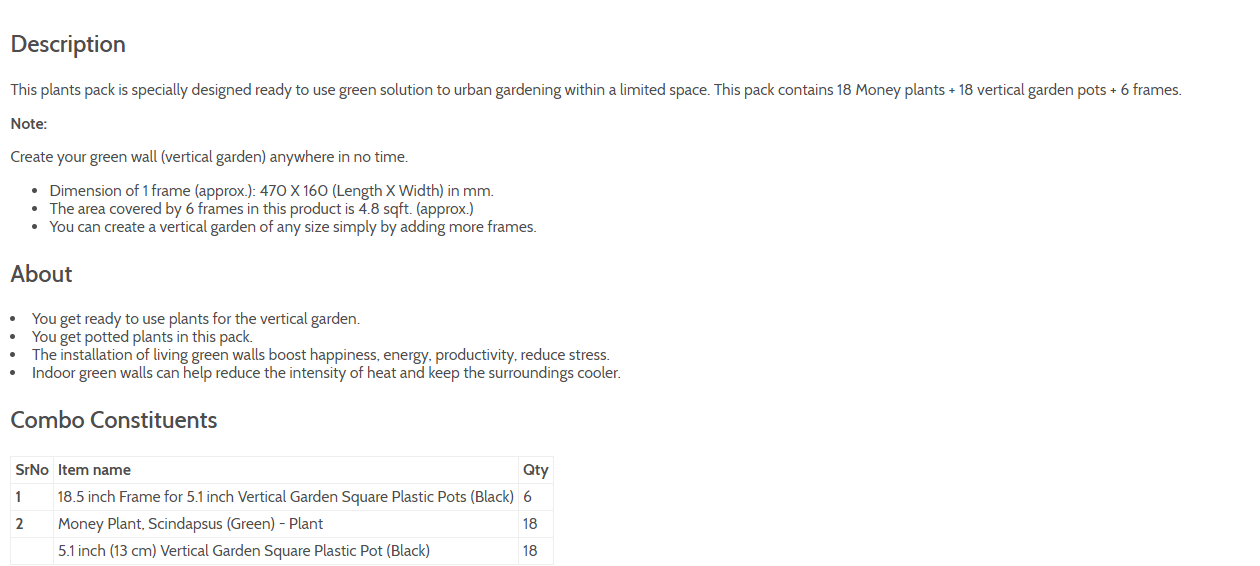 Description
This plants pack is specially designed ready to use green solution to urban gardening within a limited space. This pack contains 18 Money plants + 18 vertical garden pots + 6 frames.
Note:
Create your green wall (vertical garden) anywhere in no time.
• Dimension of 1 frame (approx.): 470 X 160 (Length X Width) in mm.
• The area covered by 6 frames in this product is 4.8 sqft. (approx.)
• You can create a vertical garden of any size simply by adding more frames.
About
• You get ready to use plants for the vertical garden.
• You get potted plants in this pack.
• The installation of living green walls boost happiness, energy, productivity, reduce stress.
• Indoor green walls can help reduce the intensity of heat and keep the surroundings cooler.
Combo Constituents
SrNo Item name Qty
1 18.5 inch Frame for 5.1 inch Vertical Garden Square Plastic Pots (Black) 6
2 Money Plant, Scindapsus (Green) - Plant 18
5.1 inch (13 cm) Vertical Garden Square Plastic Pot (Black) 18